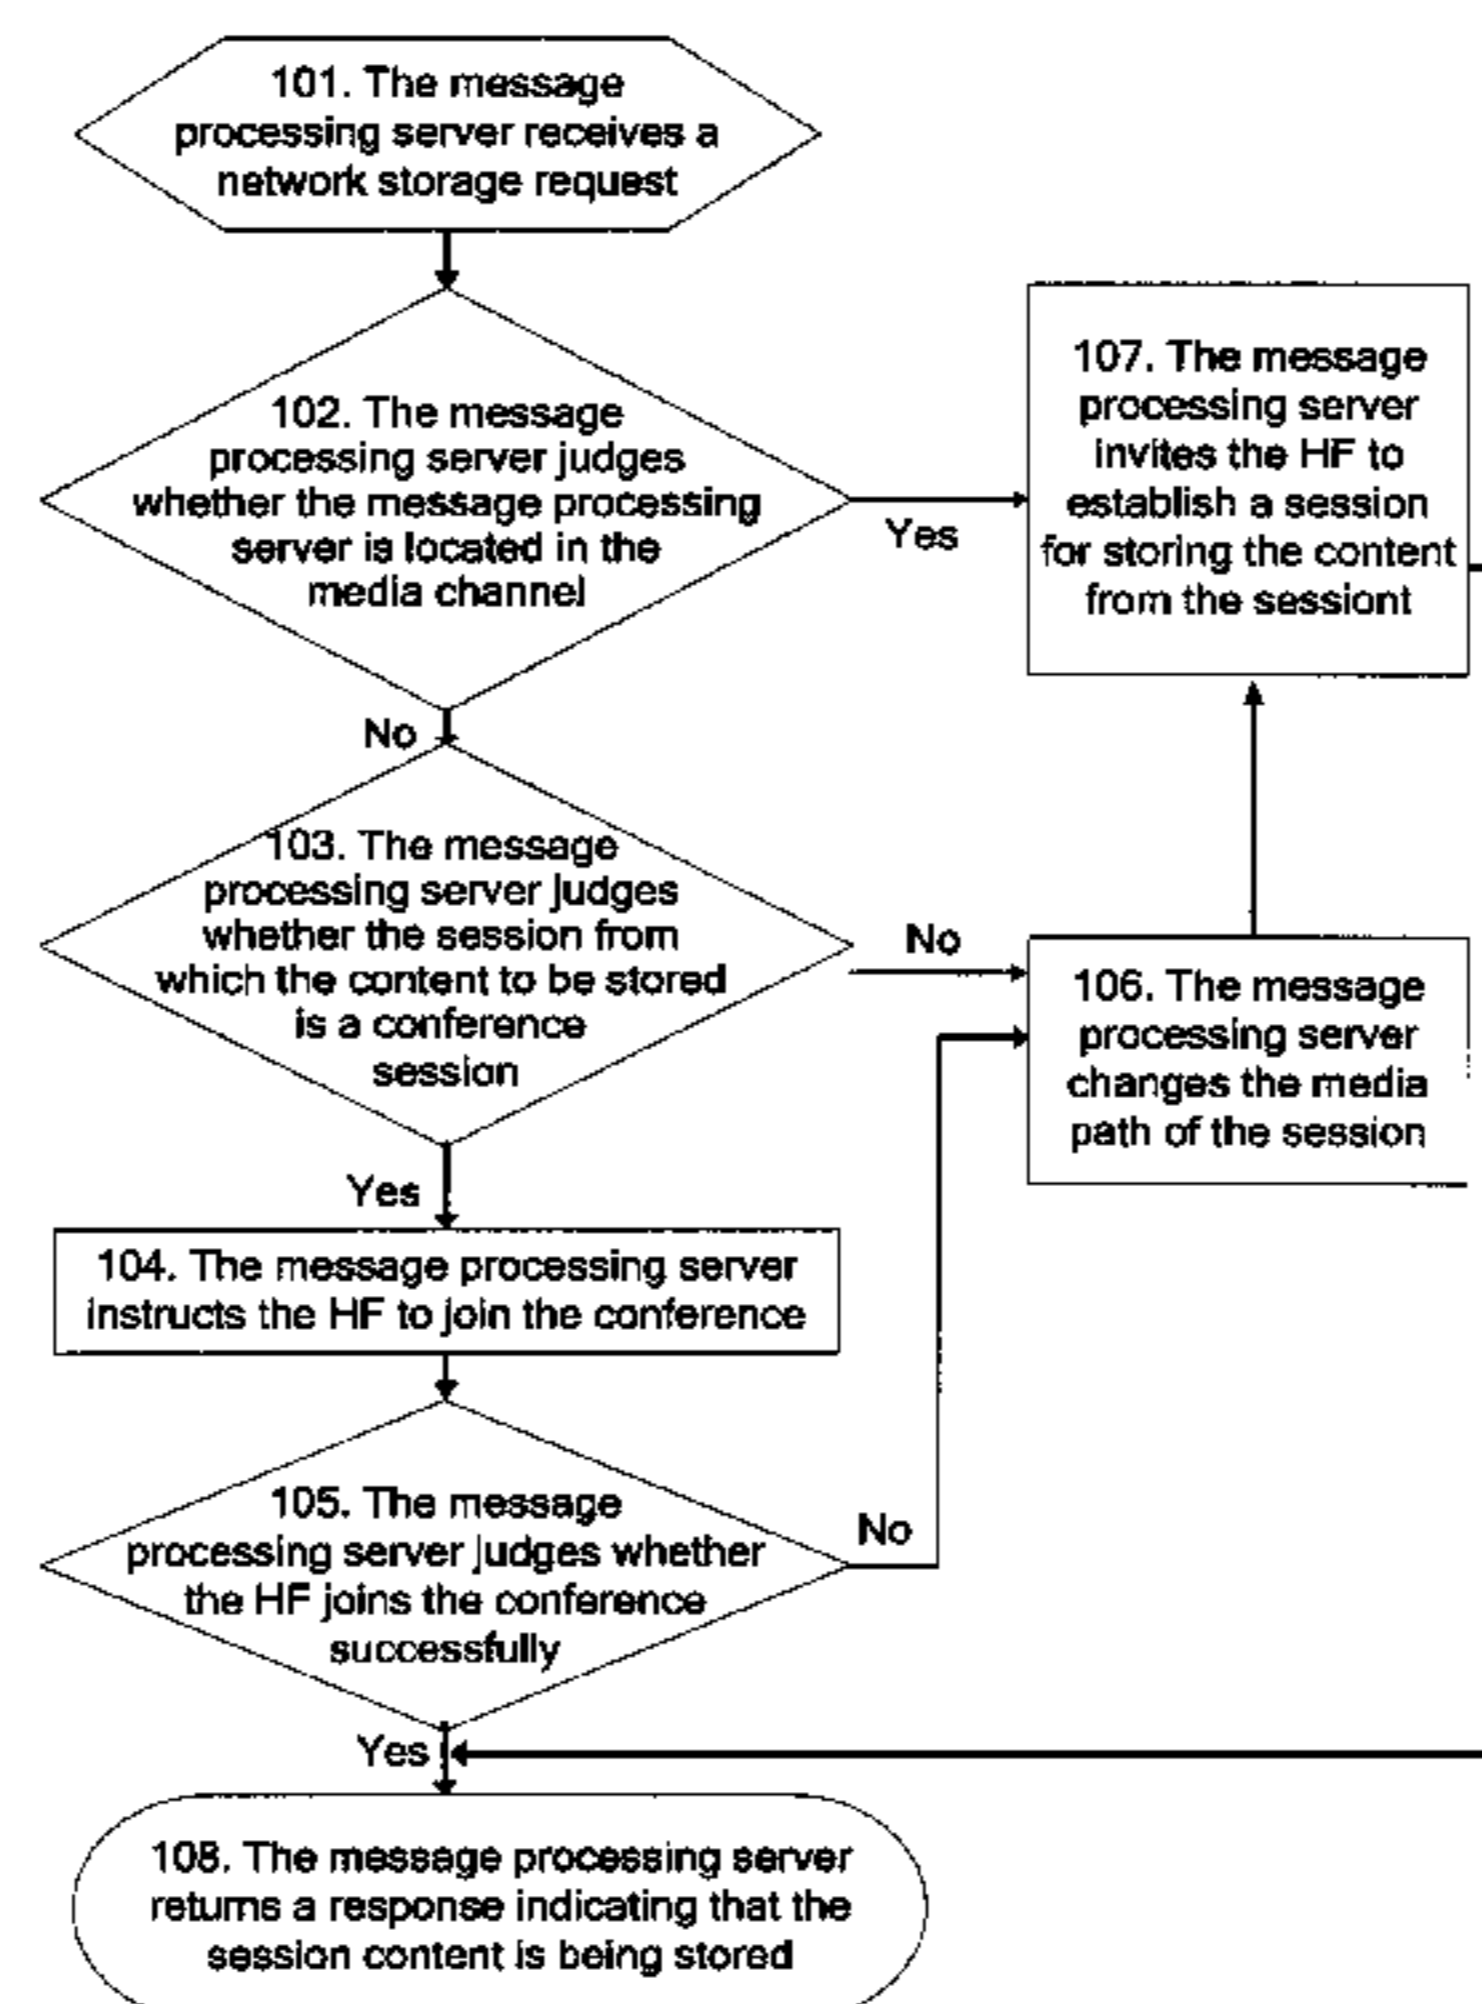 101. The message
processing server receives a
network storage request
102. The message
processing server judges
whether the message processing
server is located in the
media channel
Yes
107. The message
processing server
invites the HF to
establish a session
for storing the content
from the sessiont
No
103. The message
processing server judges
whether the session from
which the content to be stored
is a conference
session
No
106. The message
processing server
changes the media
path of the session
Yes
104. The message processing server
instructs the HF to join the conference
105. The message
processing server judges whether
the HF joins the conference
successfully
No
Yes
108. The message processing server
returns a response indicating that the
session content is being stored